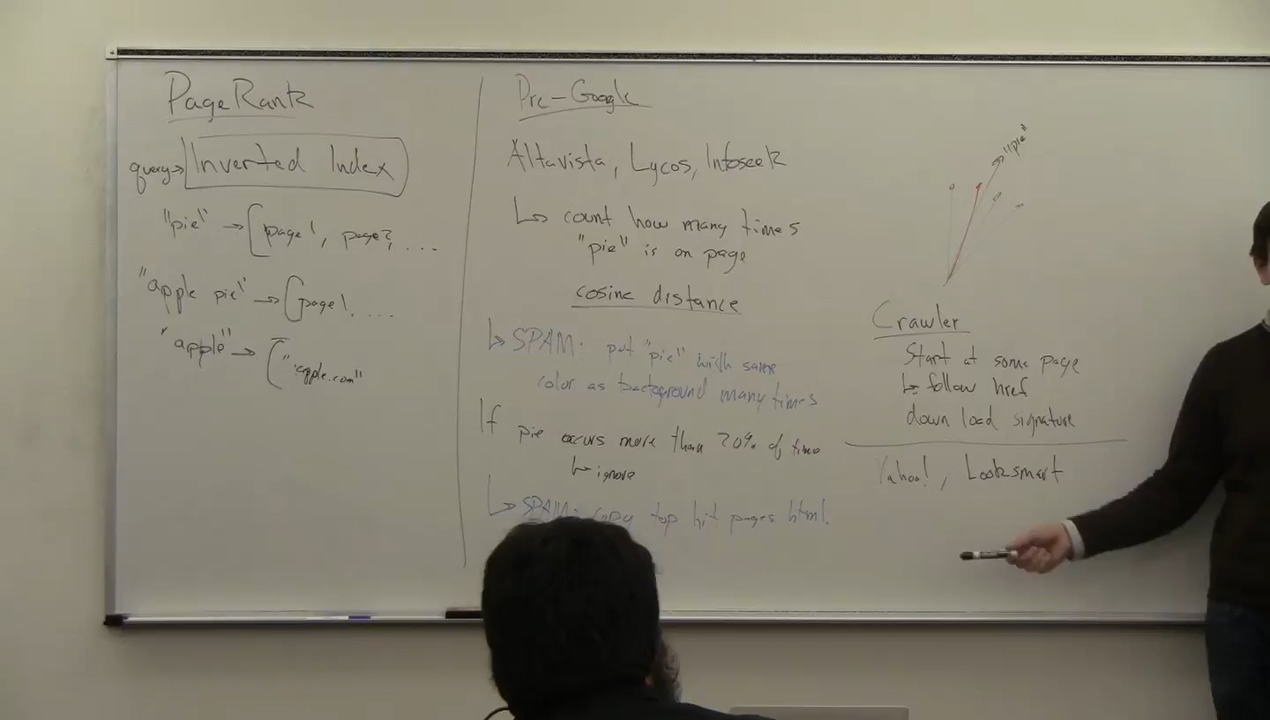 PageRank
query→ Inverted Index
"pie" → [page1, page2, ...
"apple pie" → [page1, ...
"apple" → ["apple.com"
Pre-Google
Altavista, Lycos, Infoseek
↳ count how many times
"pie" is on page
cosine distance
↳ SPAM: put "pie" with same
color as background many times
If pie occurs more than 20% of time
↳ ignore
↳ SPAM: copy top hit pages html.
"pie"
Crawler
Start at some page
↳ follow href
download signature
Yahoo!, Looksmart